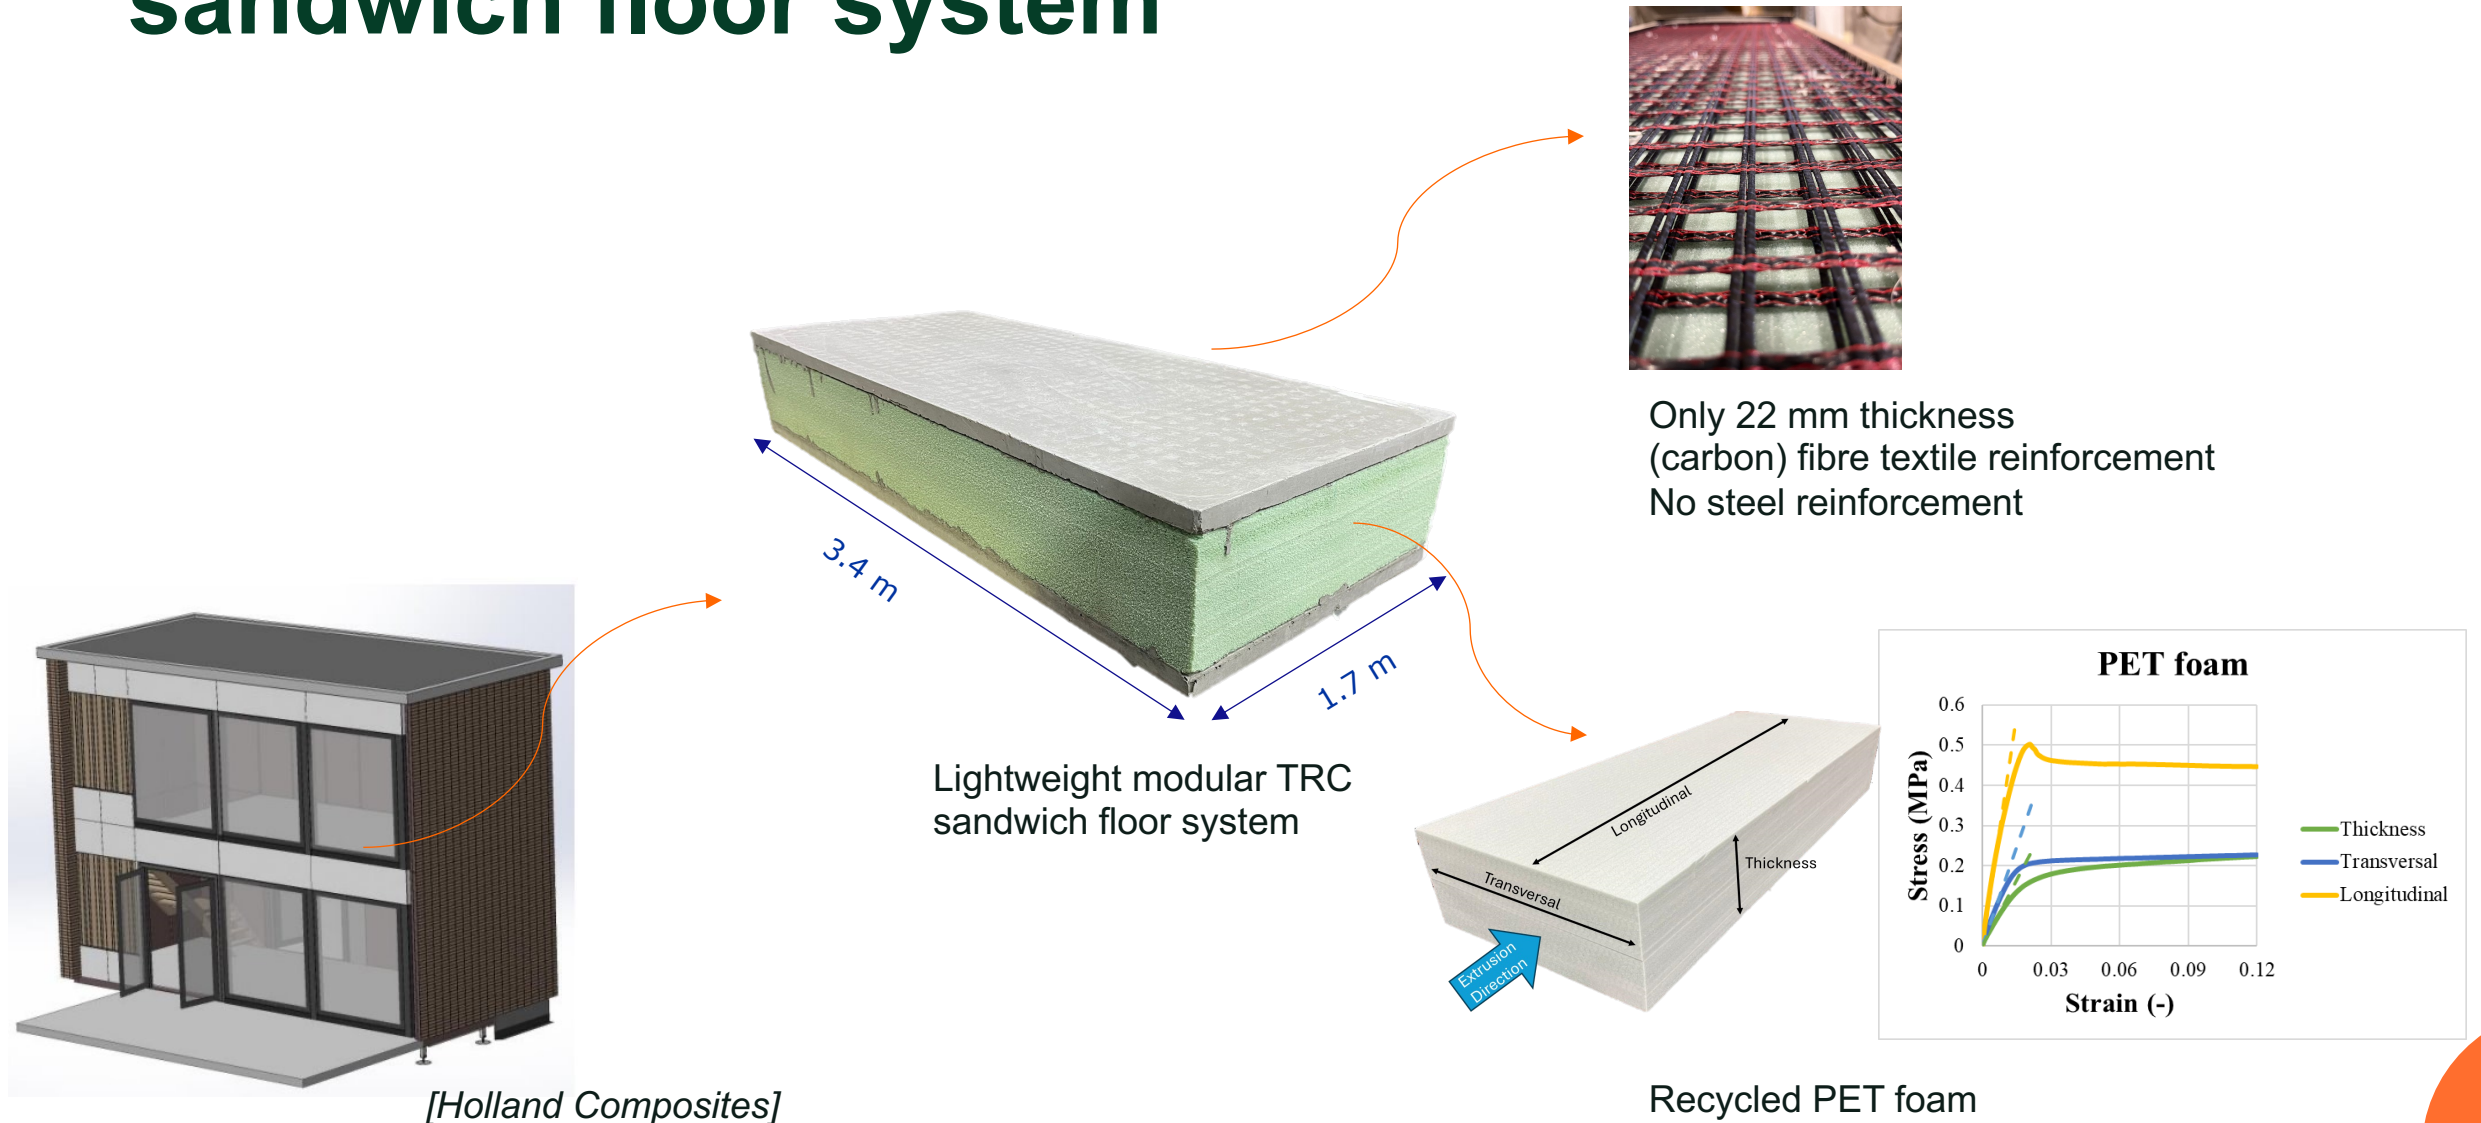 sandwich floor system
Only 22 mm thickness
(carbon) fibre textile reinforcement
No steel reinforcement
3.4 m
1.7 m
Lightweight modular TRC
sandwich floor system
[Holland Composites]
Longitudinal
Thickness
Transversal
Extrusion
Direction
Recycled PET foam
PET foam
Stress (MPa)
0.6
0.5
0.4
0.3
0.2
0.1
0
0 0.03 0.06 0.09 0.12
Strain (-)
Thickness
Transversal
Longitudinal